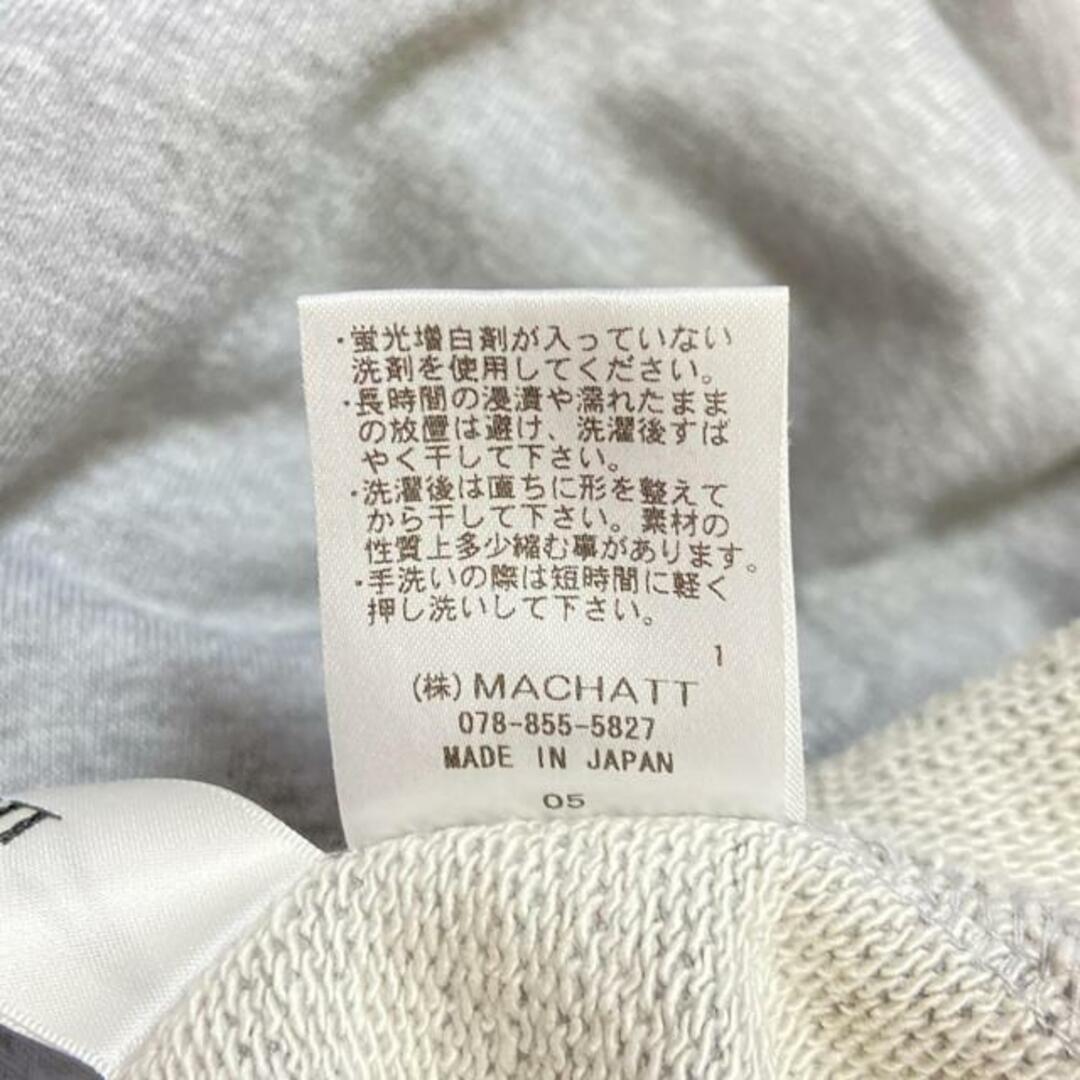 ・蛍光増白剤が入っていない
洗剤を使用してください。
・長時間の浸漬や濡れたまま
の放置は避け、洗濯後すば
やく干して下さい。
・洗濯後は直ちに形を整えて
から干して下さい。素材の
性質上多少縮む事があります。
・手洗いの際は短時間に軽く
押し洗いして下さい。
1
(株)MACHATT
078-855-5827
MADE IN JAPAN
05